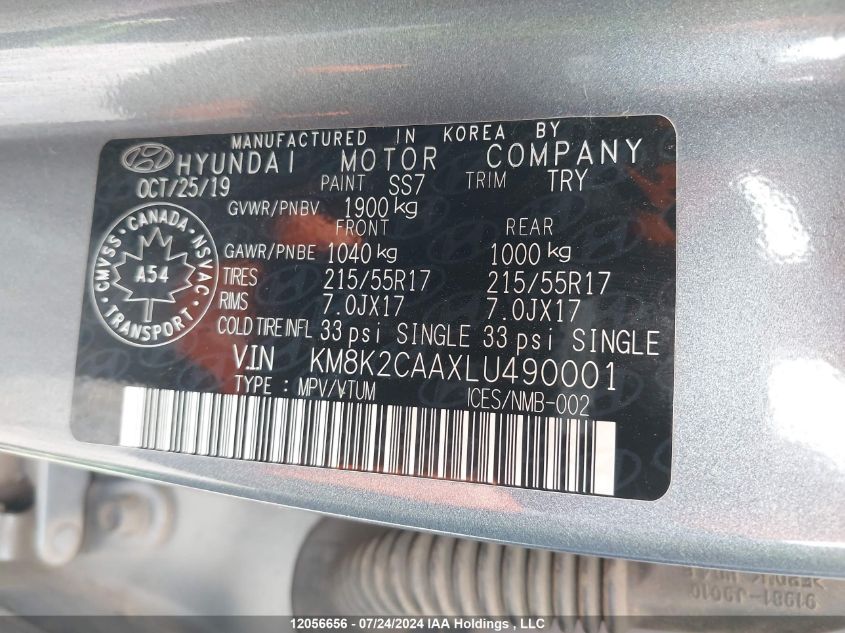 MANUFACTURED IN KOREA BY
HYUNDAI MOTOR COMPANY
OCT/25/19 PAINT SS7 TRIM TRY
GVWR/PNBV 1900 kg
FRONT REAR
GAWR/PNBE 1040 kg 1000 kg
TIRES 215/55R17 215/55R17
RIMS 7.0JX17 7.0JX17
COLD TIRE INFL 33 psi SINGLE 33 psi SINGLE
V.I.N KM8K2CAAXLU490001
TYPE : MPV/VTUM ICES/NMB-002
CMVSS · CANADA · NSVAC
A54
TRANSPORT
91981-J9010
12056656 - 07/24/2024 IAA Holdings , LLC